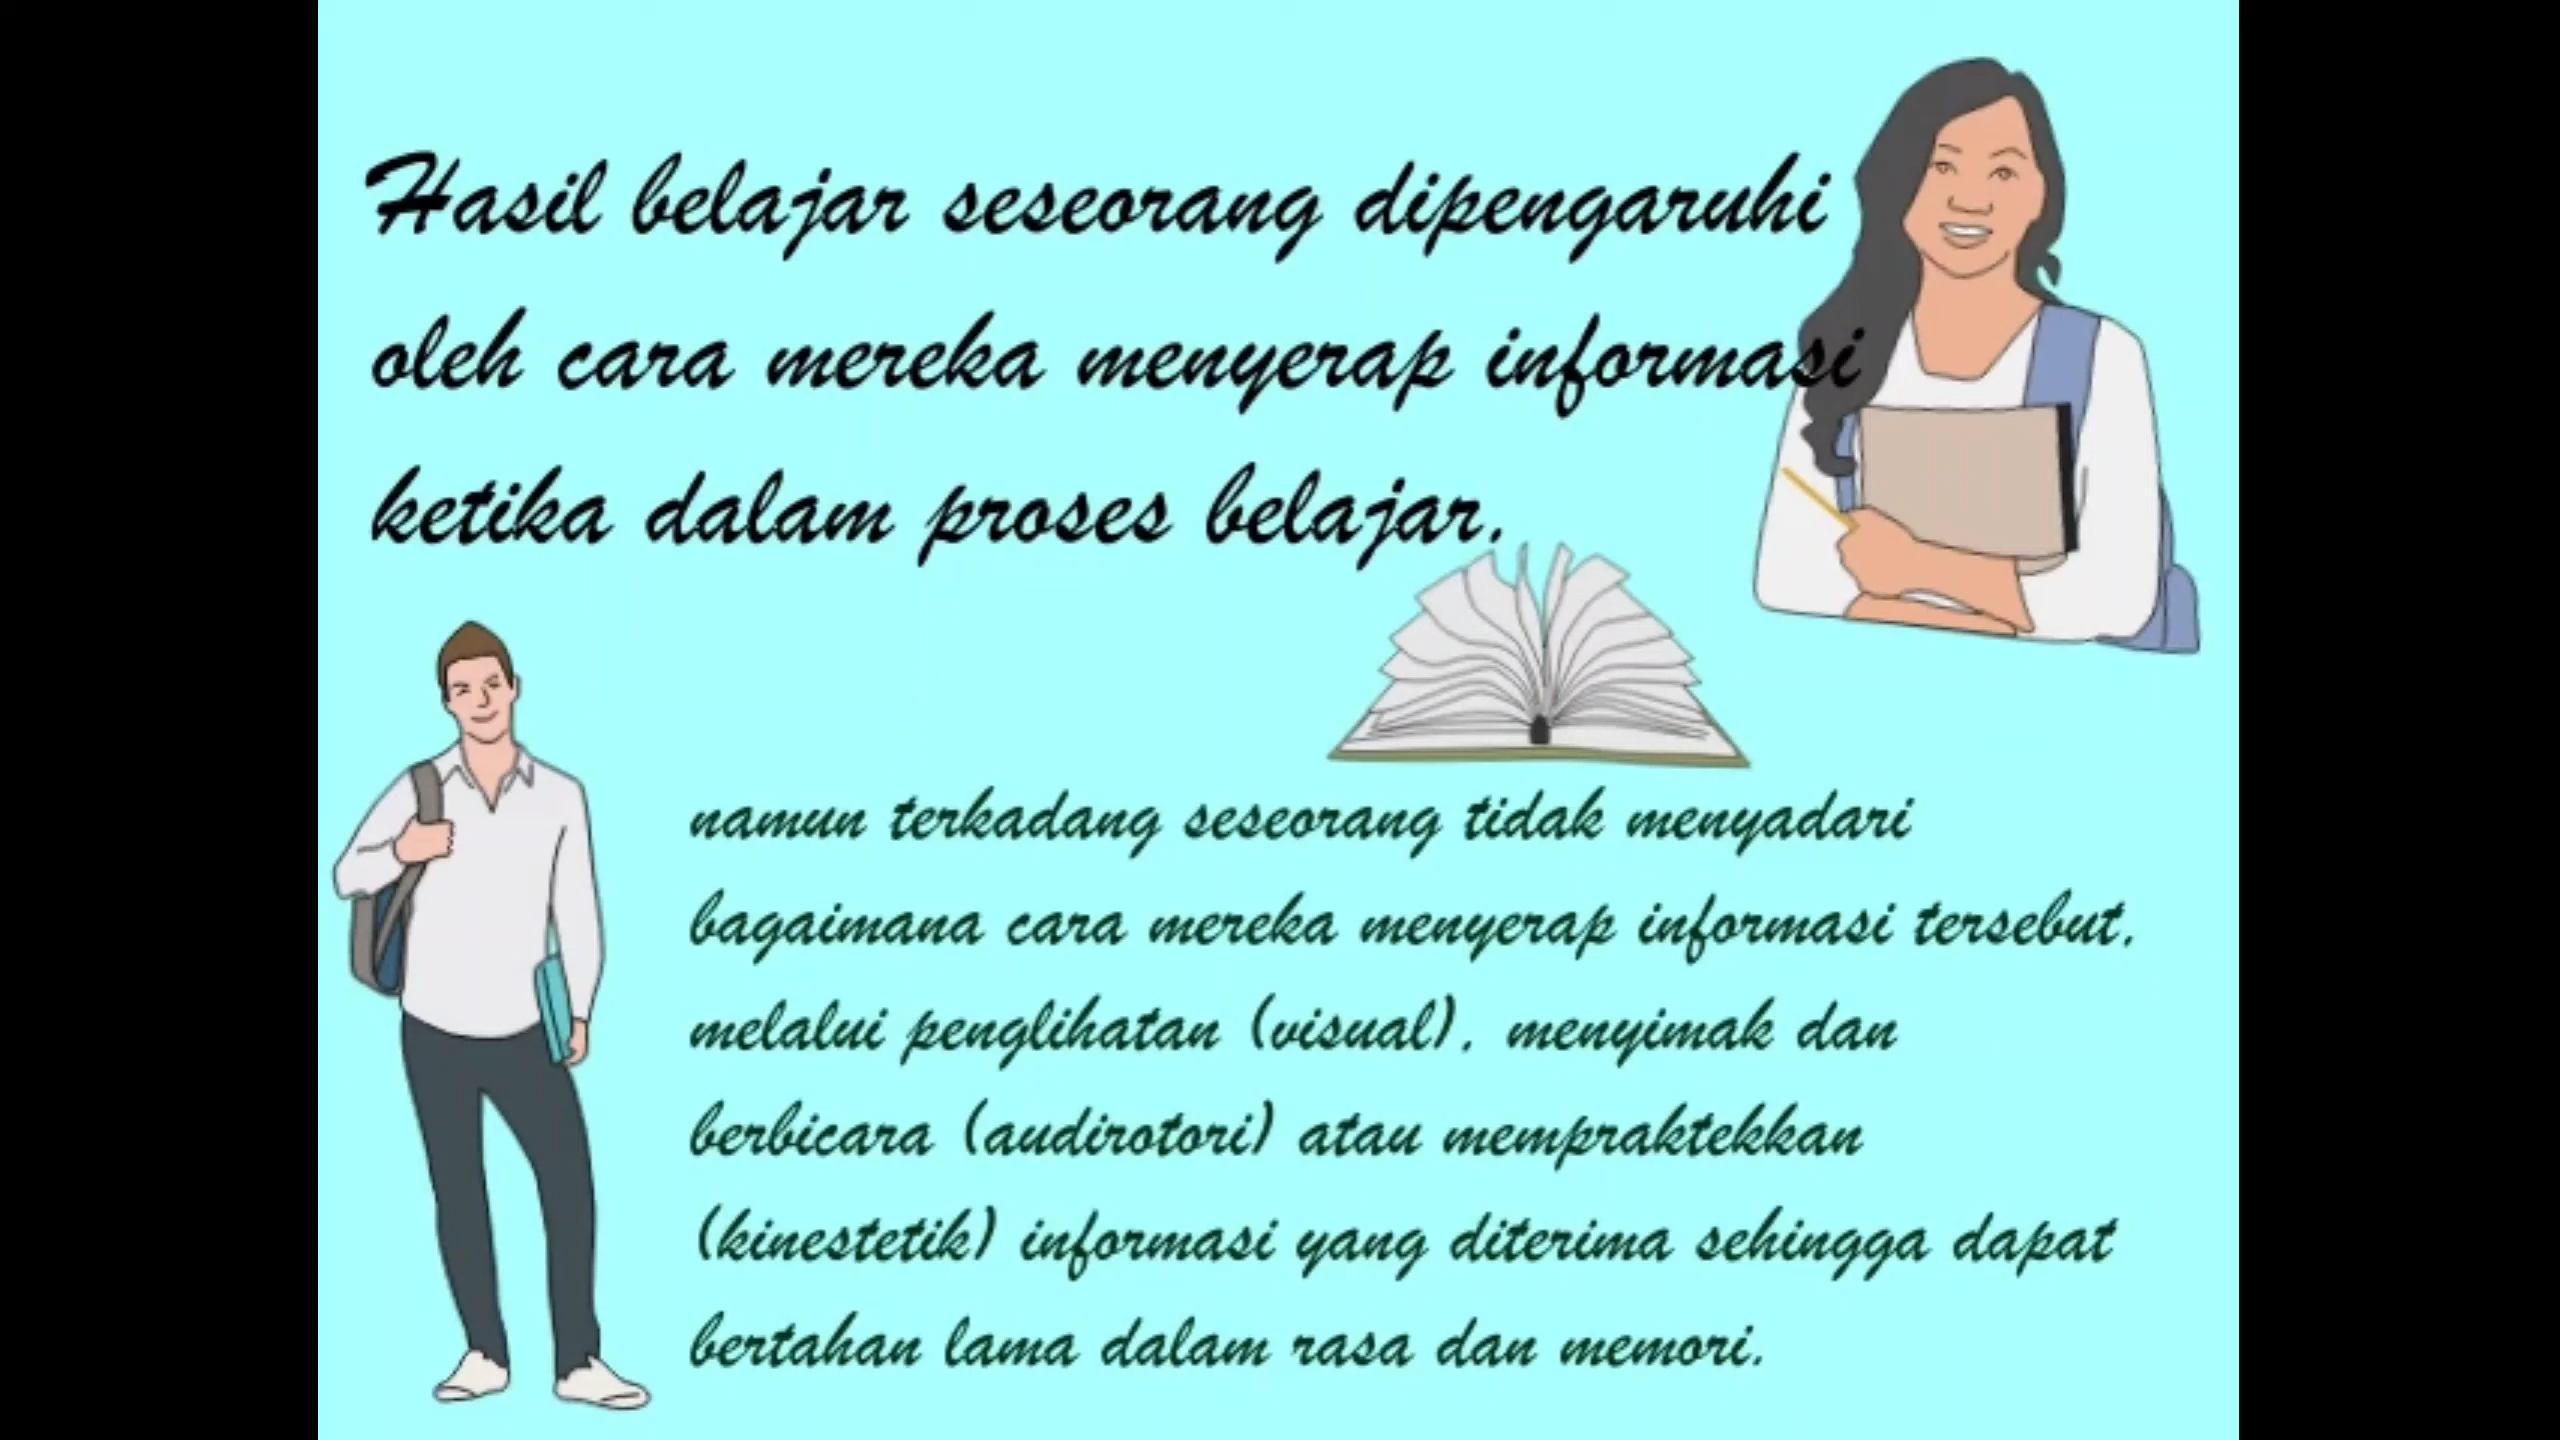 Hasil belajar seseorang dipengaruhi
oleh cara mereka menyerap informasi
ketika dalam proses belajar.
namun terkadang seseorang tidak menyadari
bagaimana cara mereka menyerap informasi tersebut,
melalui penglihatan (visual), menyimak dan
berbicara (audirotori) atau mempraktekkan
(kinestetik) informasi yang diterima sehingga dapat
bertahan lama dalam rasa dan memori.